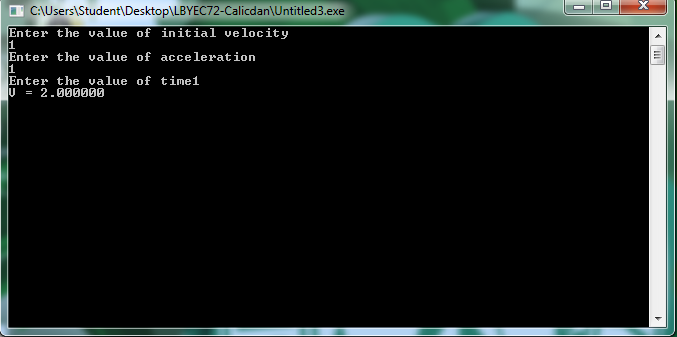 C:\Users\Student\Desktop\LBYEC72-Calicdan\Untitled3.exe
Enter the value of initial velocity
1
Enter the value of acceleration
1
Enter the value of time1
V = 2.000000